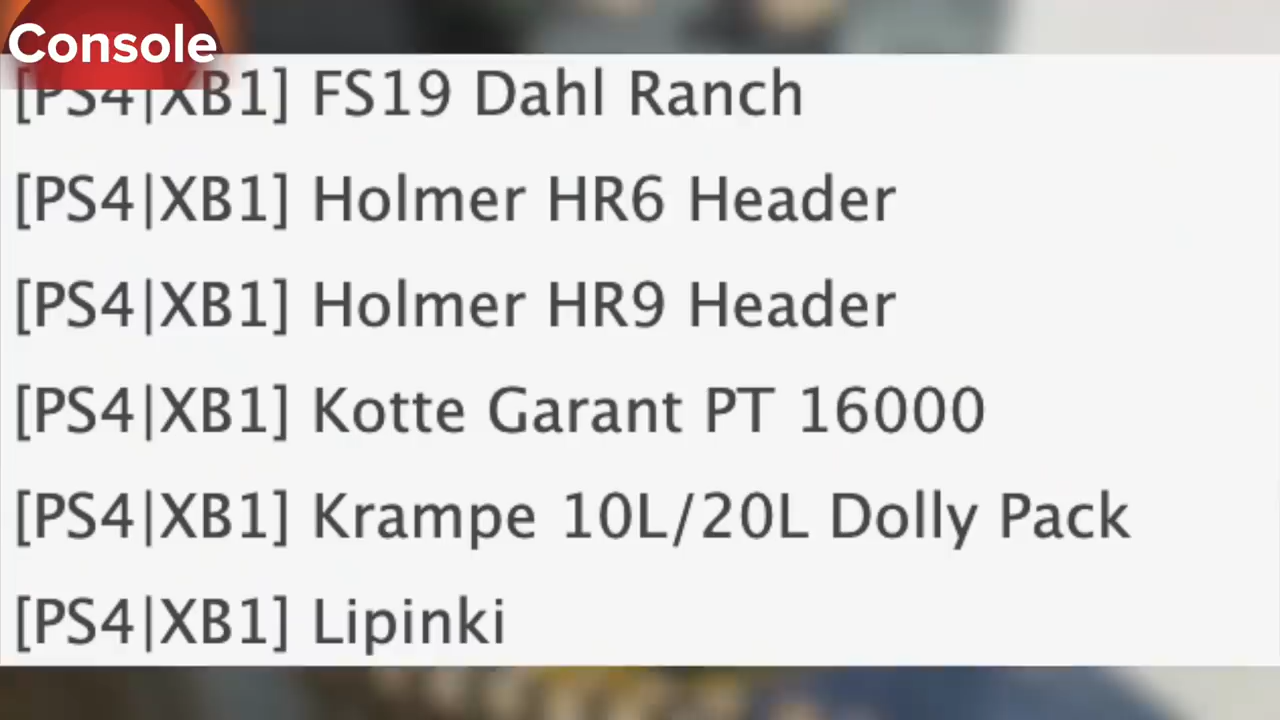 Console
[PS4|XB1] FS19 Dahl Ranch
[PS4|XB1] Holmer HR6 Header
[PS4|XB1] Holmer HR9 Header
[PS4|XB1] Kotte Garant PT 16000
[PS4|XB1] Krampe 10L/20L Dolly Pack
[PS4|XB1] Lipinki